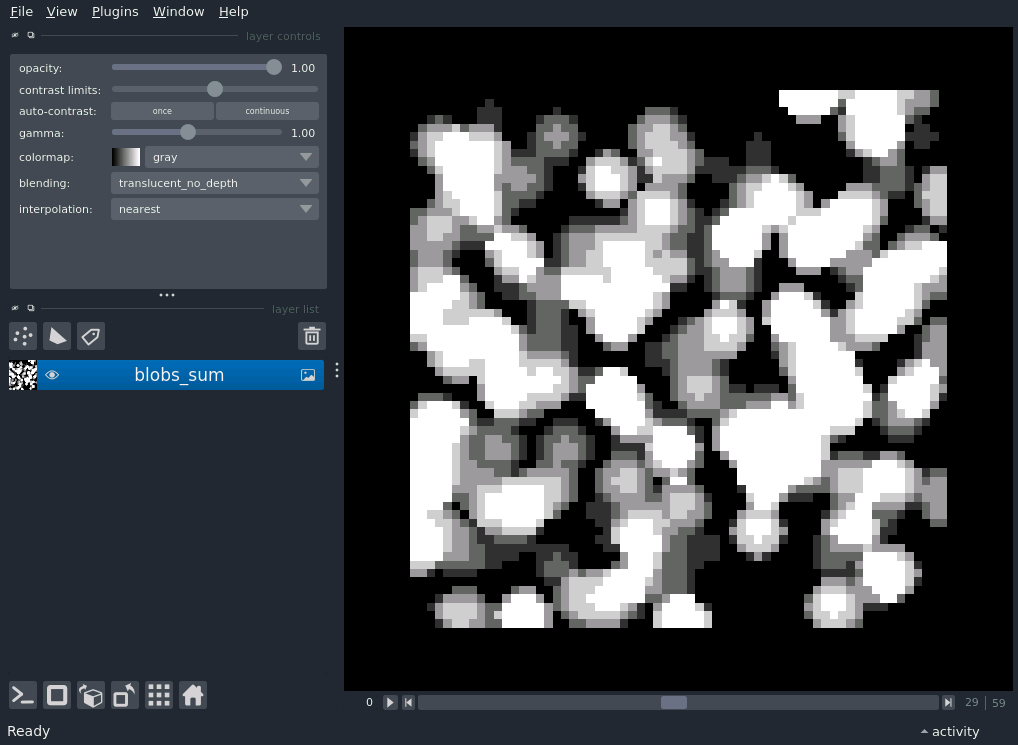 File View Plugins Window Help
layer controls
opacity: 1.00
contrast limits:
auto-contrast: once continuous
gamma: 1.00
colormap: gray
blending: translucent_no_depth
interpolation: nearest
layer list
blobs_sum
0 29 59
Ready activity